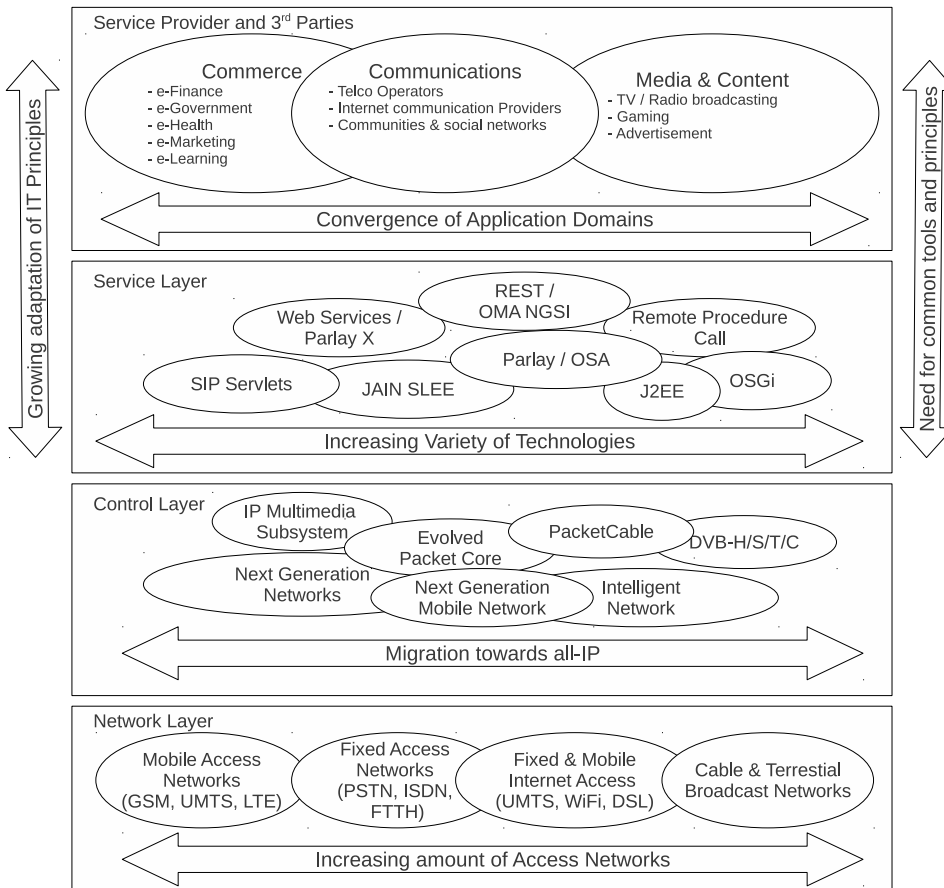 Service Provider and 3rd Parties
Commerce
- e-Finance
- e-Government
- e-Health
- e-Marketing
- e-Learning
Communications
- Telco Operators
- Internet communication Providers
- Communities & social networks
Media & Content
- TV / Radio broadcasting
- Gaming
- Advertisement
Convergence of Application Domains
Growing adaptation of IT Principles
Need for common tools and principles
Service Layer
REST /
OMA NGSI
Web Services /
Parlay X
Remote Procedure
Call
Parlay / OSA
SIP Servlets
JAIN SLEE
J2EE
OSGi
Increasing Variety of Technologies
Control Layer
IP Multimedia
Subsystem
Evolved
Packet Core
PacketCable
DVB-H/S/T/C
Next Generation
Networks
Next Generation
Mobile Network
Intelligent
Network
Migration towards all-IP
Network Layer
Mobile Access
Networks
(GSM, UMTS, LTE)
Fixed Access
Networks
(PSTN, ISDN,
FTTH)
Fixed & Mobile
Internet Access
(UMTS, WiFi, DSL)
Cable & Terrestial
Broadcast Networks
Increasing amount of Access Networks